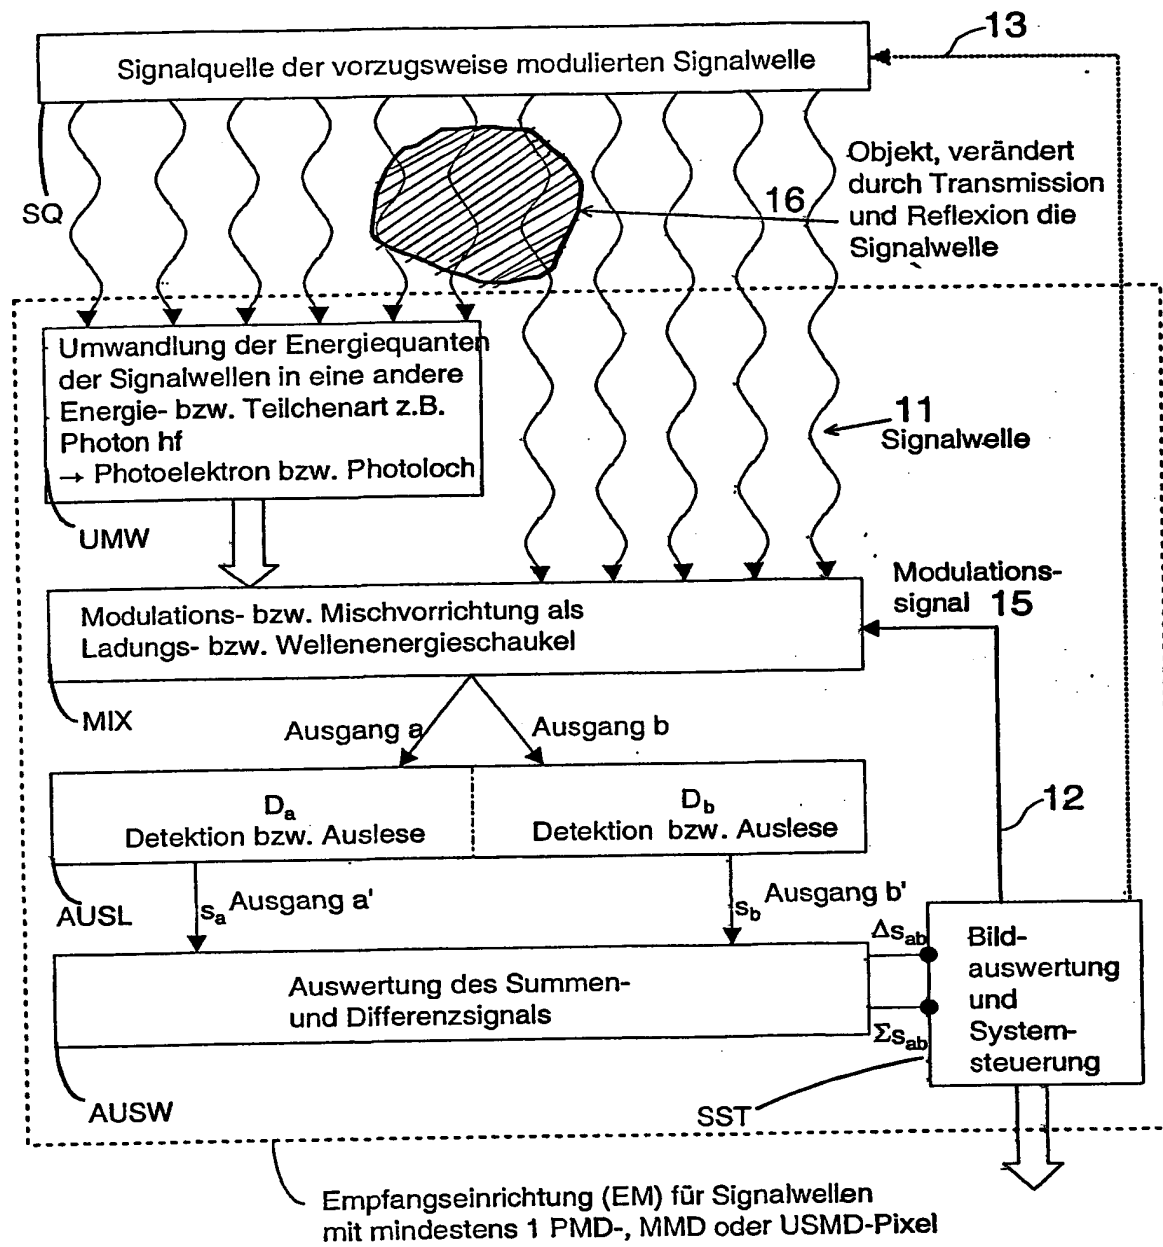 13
Signalquelle der vorzugsweise modulierten Signalwelle
SQ
Objekt, verändert
durch Transmission
und Reflexion die
Signalwelle
16
Umwandlung der Energiequanten
der Signalwellen in eine andere
Energie- bzw. Teilchenart z.B.
Photon hf
→ Photoelektron bzw. Photoloch
UMW
11
Signalwelle
Modulations-
signal 15
Modulations- bzw. Mischvorrichtung als
Ladungs- bzw. Wellenenergieschaukel
MIX
Ausgang a
Ausgang b
12
Da
Detektion bzw. Auslese
Db
Detektion bzw. Auslese
AUSL
sa Ausgang a'
sb Ausgang b'
Auswertung des Summen-
und Differenzsignals
AUSW
Δsab
Σsab
Bild-
auswertung
und
System-
steuerung
SST
Empfangseinrichtung (EM) für Signalwellen
mit mindestens 1 PMD-, MMD oder USMD-Pixel